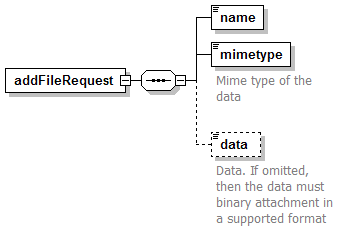 name
addFileRequest
mimetype
Mime type of the
data
data
Data. If omitted,
then the data must
binary attachment in
a supported format